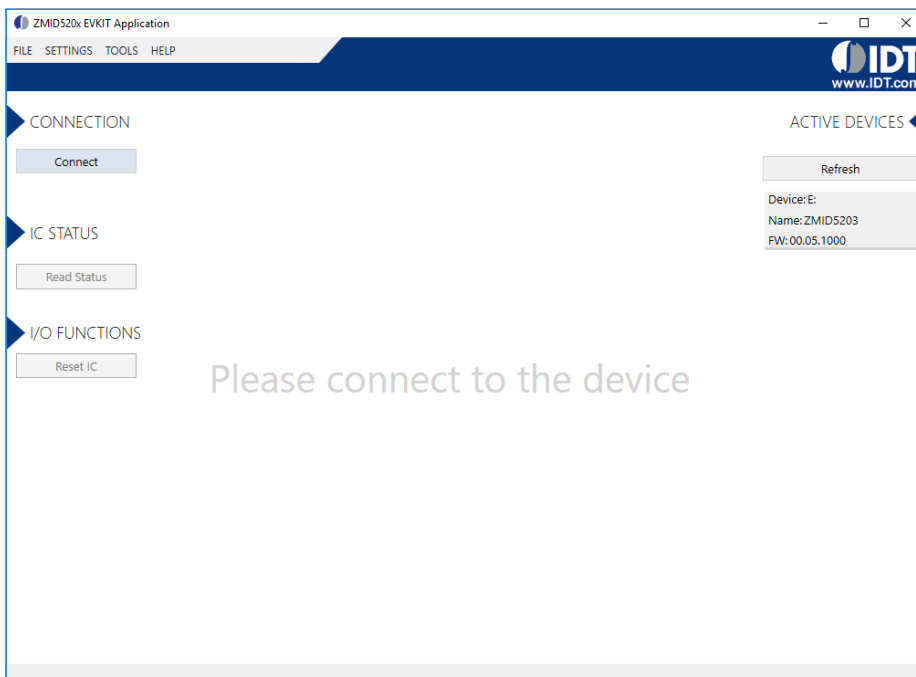 ZMID520x EVKIT Application
FILE SETTINGS TOOLS HELP
IDT
www.IDT.com
CONNECTION
Connect
IC STATUS
Read Status
I/O FUNCTIONS
Reset IC
Please connect to the device
ACTIVE DEVICES
Refresh
Device: E:
Name: ZMID5203
FW: 00.05.1000